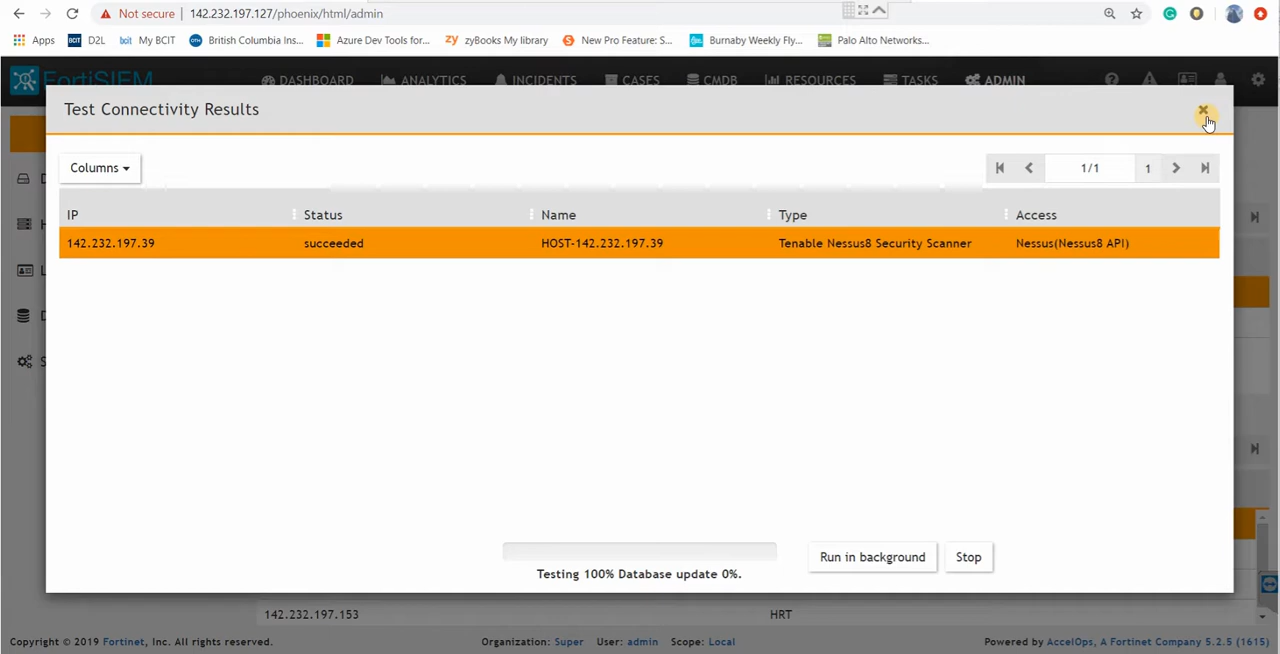 Not secure 142.232.197.127/phoenix/html/admin
Apps BDT D2L bcit My BCIT OTH British Columbia Ins... Azure Dev Tools for... zy zyBooks My library S New Pro Feature: S... Burnaby Weekly Fly... Palo Alto Networks...
FortiSIEM DASHBOARD ANALYTICS INCIDENTS CASES CMDB RESOURCES TASKS ADMIN
Test Connectivity Results
Columns
1/1 1
IP Status Name Type Access
142.232.197.39 succeeded HOST-142.232.197.39 Tenable Nessus8 Security Scanner Nessus(Nessus8 API)
Run in background Stop
Testing 100% Database update 0%.
142.232.197.153 HRT
Copyright © 2019 Fortinet, Inc. All rights reserved. Organization: Super User: admin Scope: Local Powered by AccelOps, A Fortinet Company 5.2.5 (1615)